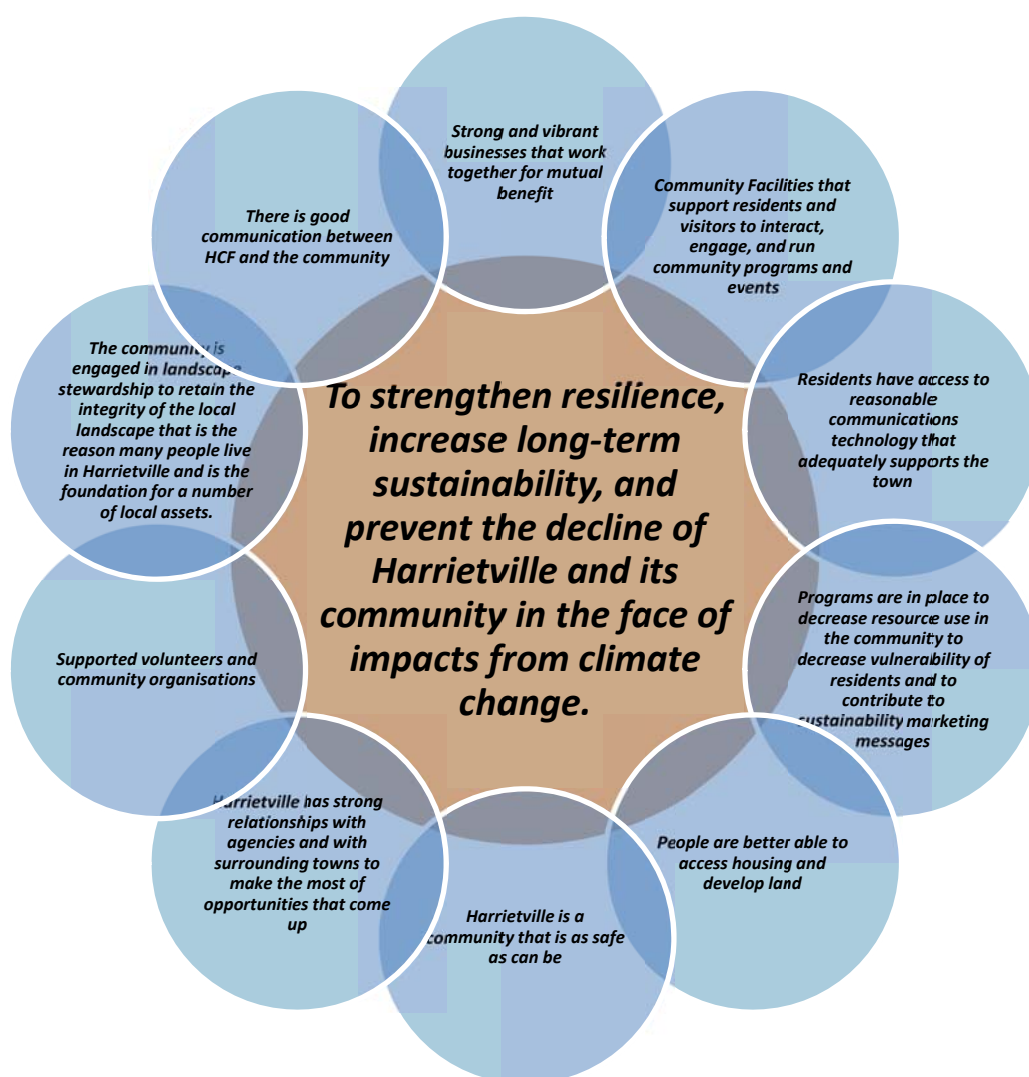 Strong and vibrant
businesses that work
together for mutual
benefit
Community Facilities that
support residents and
visitors to interact,
engage, and run
community programs and
events
Residents have access to
reasonable
communications
technology that
adequately supports the
town
Programs are in place to
decrease resource use in
the community to
decrease vulnerability of
residents and to
contribute to
sustainability marketing
messages
People are better able to
access housing and
develop land
Harrietville is a
community that is as safe
as can be
Harrietville has strong
relationships with
agencies and with
surrounding towns to
make the most of
opportunities that come
up
Supported volunteers and
community organisations
The community is
engaged in landscape
stewardship to retain the
integrity of the local
landscape that is the
reason many people live
in Harrietville and is the
foundation for a number
of local assets.
There is good
communication between
HCF and the community
To strengthen resilience,
increase long-term
sustainability, and
prevent the decline of
Harrietville and its
community in the face of
impacts from climate
change.